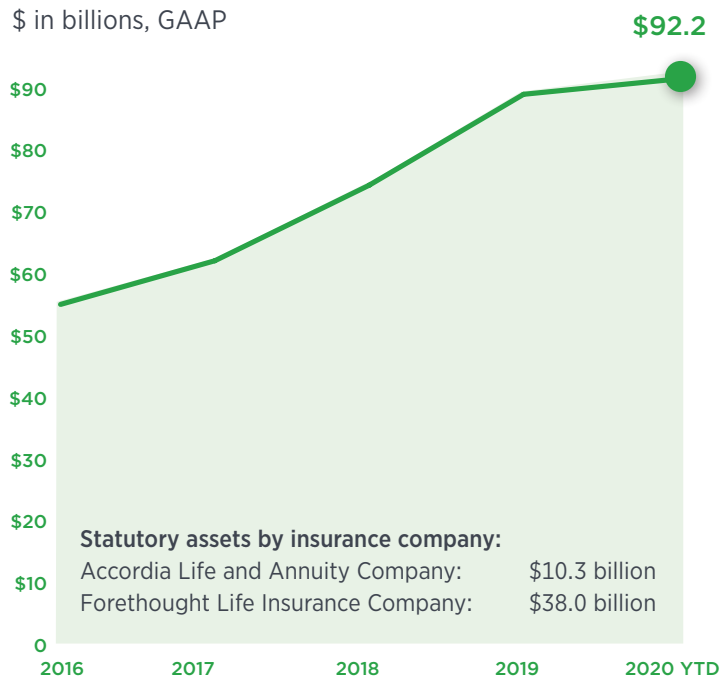 $ in billions, GAAP
$92.2
$90
$80
$70
$60
$50
$40
$30
$20
$10
0
Statutory assets by insurance company:
Accordia Life and Annuity Company: $10.3 billion
Forethought Life Insurance Company: $38.0 billion
2016 2017 2018 2019 2020 YTD